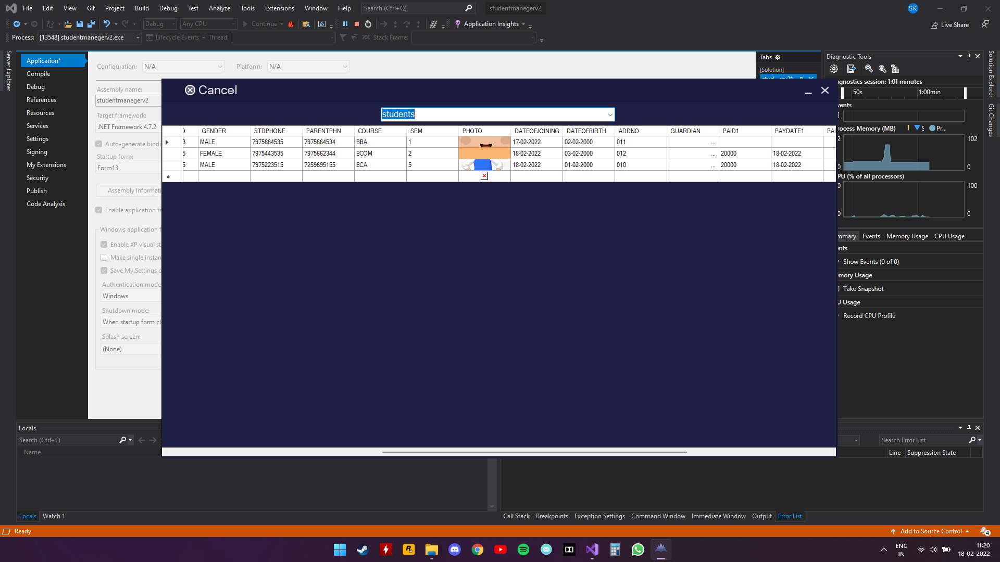 File Edit View Git Project Build Debug Test Analyze Tools Extensions Window Help Search (Ctrl+Q) studentmanegerv2 SK
Debug Any CPU Continue Application Insights Live Share
Process: [13548] studentmanegerv2.exe Lifecycle Events Thread: Stack Frame:
Server Explorer
Application*
Compile
Debug
References
Resources
Services
Settings
Signing
My Extensions
Security
Publish
Code Analysis
Configuration: N/A Platform: N/A
Assembly name:
studentmanegerv2
Target framework:
.NET Framework 4.7.2
Auto-generate bindi
Startup form:
Form13
Assembly Informati
Enable application fr
Windows application f
Enable XP visual sty
Make single instan
Save My.Settings o
Authentication mode:
Windows
Shutdown mode:
When startup form cl
Splash screen:
(None)
Cancel
students
GENDER STDPHONE PARENTPHN COURSE SEM PHOTO DATEOFJOINING DATEOFBIRTH ADDNO GUARDIAN PAID1 PAYDATE1 PAI
3 MALE 7975664535 7975664534 BBA 1 17-02-2022 02-02-2000 011 ...
5 FEMALE 7975443535 7975662344 BCOM 2 18-02-2022 03-02-2000 012 ... 20000 18-02-2022
5 MALE 7975223515 7259695155 BCA 5 18-02-2022 01-02-2000 010 ... 20000 18-02-2022
Tabs
[Solution]
Diagnostic Tools
gnostics session: 1:01 minutes
50s 1:00min
vents
rocess Memory (MB) S Pr...
2 102
0 0
PU (% of all processors)
0 100
0 0
mmary Events Memory Usage CPU Usage
nts
Show Events (0 of 0)
mory Usage
Take Snapshot
U Usage
Record CPU Profile
Solution Explorer
Git Changes
Locals
Search (Ctrl+E)
Name
Locals Watch 1
Search Error List
Line Suppression State
Call Stack Breakpoints Exception Settings Command Window Immediate Window Output Error List
Ready
Add to Source Control 4
ENG
IN
11:20
18-02-2022